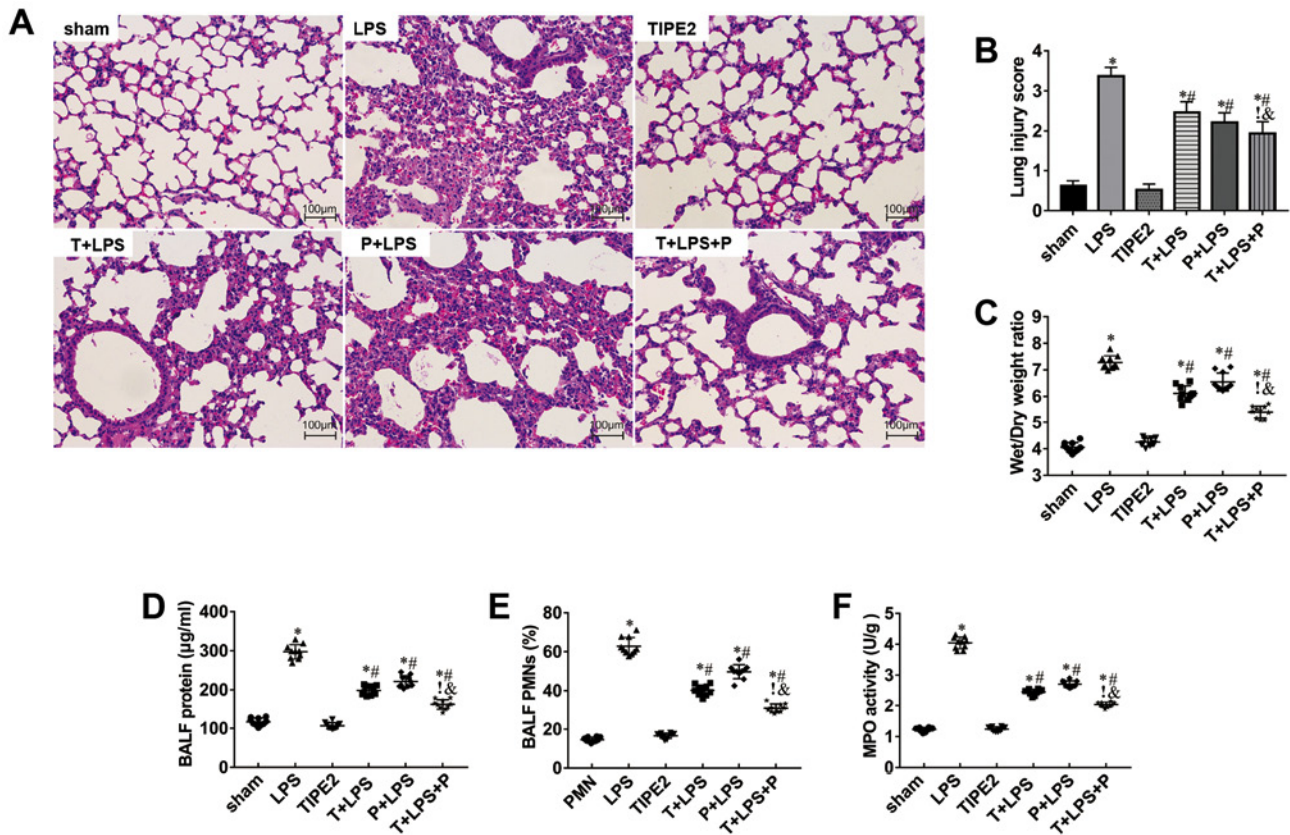 A
sham
LPS
TIPE2
100μm
100μm
100μm
T+LPS
P+LPS
T+LPS+P
100μm
100μm
100μm
B
Lung injury score
4
3
2
1
0
*
*#
*#
*#
!&
sham
LPS
TIPE2
T+LPS
P+LPS
T+LPS+P
C
Wet/Dry weight ratio
9
8
7
6
5
4
3
*
*#
*#
*#
!&
sham
LPS
TIPE2
T+LPS
P+LPS
T+LPS+P
D
BALF protein (μg/ml)
400
300
200
100
0
*
*#
*#
*#
!&
sham
LPS
TIPE2
T+LPS
P+LPS
T+LPS+P
E
BALF PMNs (%)
80
60
40
20
0
*
*#
*#
*#
!&
PMN
LPS
TIPE2
T+LPS
P+LPS
T+LPS+P
F
MPO activity (U/g)
5
4
3
2
1
0
*
*#
*#
*#
!&
sham
LPS
TIPE2
T+LPS
P+LPS
T+LPS+P